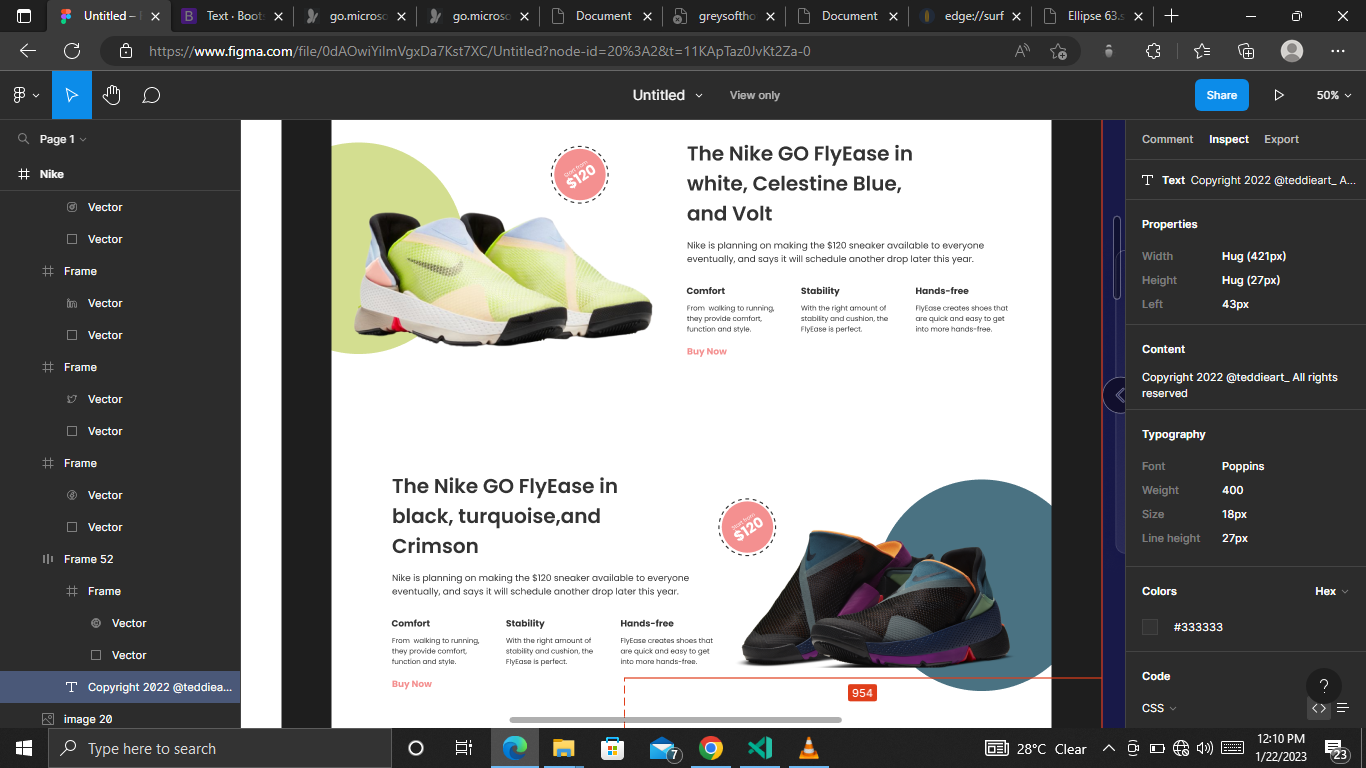 Untitled –
Text · Boots
go.microso
go.microso
Document
greysoftho
Document
edge://surf
Ellipse 63.s
https://www.figma.com/file/0dAOwiYilmVgxDa7Kst7XC/Untitled?node-id=20%3A2&t=11KApTaz0JvKt2Za-0
Untitled
View only
Share
50%
Page 1
Nike
Vector
Vector
Frame
Vector
Vector
Frame
Vector
Vector
Frame
Vector
Vector
Frame 52
Frame
Vector
Vector
Copyright 2022 @teddiea...
image 20
Start from
$120
The Nike GO FlyEase in
white, Celestine Blue,
and Volt
Nike is planning on making the $120 sneaker available to everyone
eventually, and says it will schedule another drop later this year.
Comfort
From walking to running,
they provide comfort,
function and style.
Stability
With the right amount of
stability and cushion, the
FlyEase is perfect.
Hands-free
FlyEase creates shoes that
are quick and easy to get
into more hands-free.
Buy Now
The Nike GO FlyEase in
black, turquoise,and
Crimson
Nike is planning on making the $120 sneaker available to everyone
eventually, and says it will schedule another drop later this year.
Comfort
From walking to running,
they provide comfort,
function and style.
Stability
With the right amount of
stability and cushion, the
FlyEase is perfect.
Hands-free
FlyEase creates shoes that
are quick and easy to get
into more hands-free.
Buy Now
Start from
$120
954
Comment
Inspect
Export
Text Copyright 2022 @teddieart_ A...
Properties
Width Hug (421px)
Height Hug (27px)
Left 43px
Content
Copyright 2022 @teddieart_ All rights
reserved
Typography
Font Poppins
Weight 400
Size 18px
Line height 27px
Colors
Hex
#333333
Code
CSS
?
Type here to search
7
28°C Clear
12:10 PM
1/22/2023
23